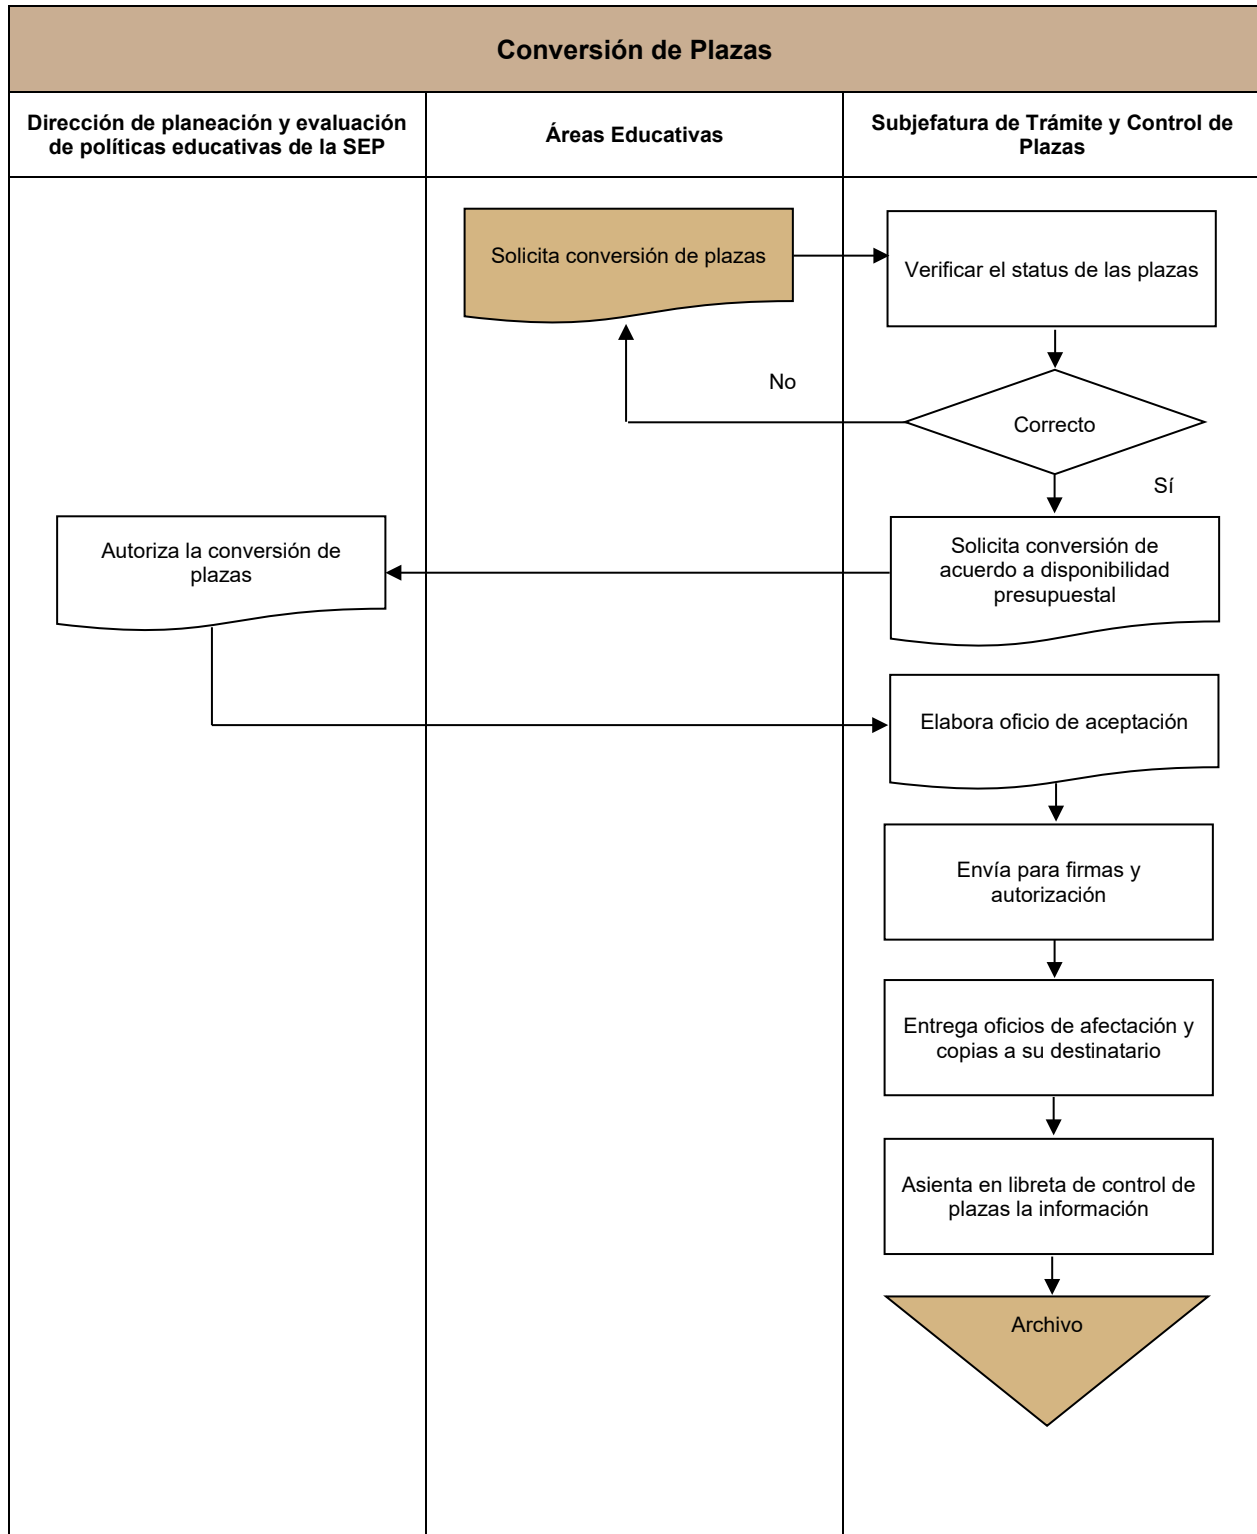 Conversión de Plazas
Dirección de planeación y evaluación
de políticas educativas de la SEP
Áreas Educativas
Subjefatura de Trámite y Control de
Plazas
Solicita conversión de plazas
Verificar el status de las plazas
No
Correcto
Sí
Autoriza la conversión de
plazas
Solicita conversión de
acuerdo a disponibilidad
presupuestal
Elabora oficio de aceptación
Envía para firmas y
autorización
Entrega oficios de afectación y
copias a su destinatario
Asienta en libreta de control de
plazas la información
Archivo